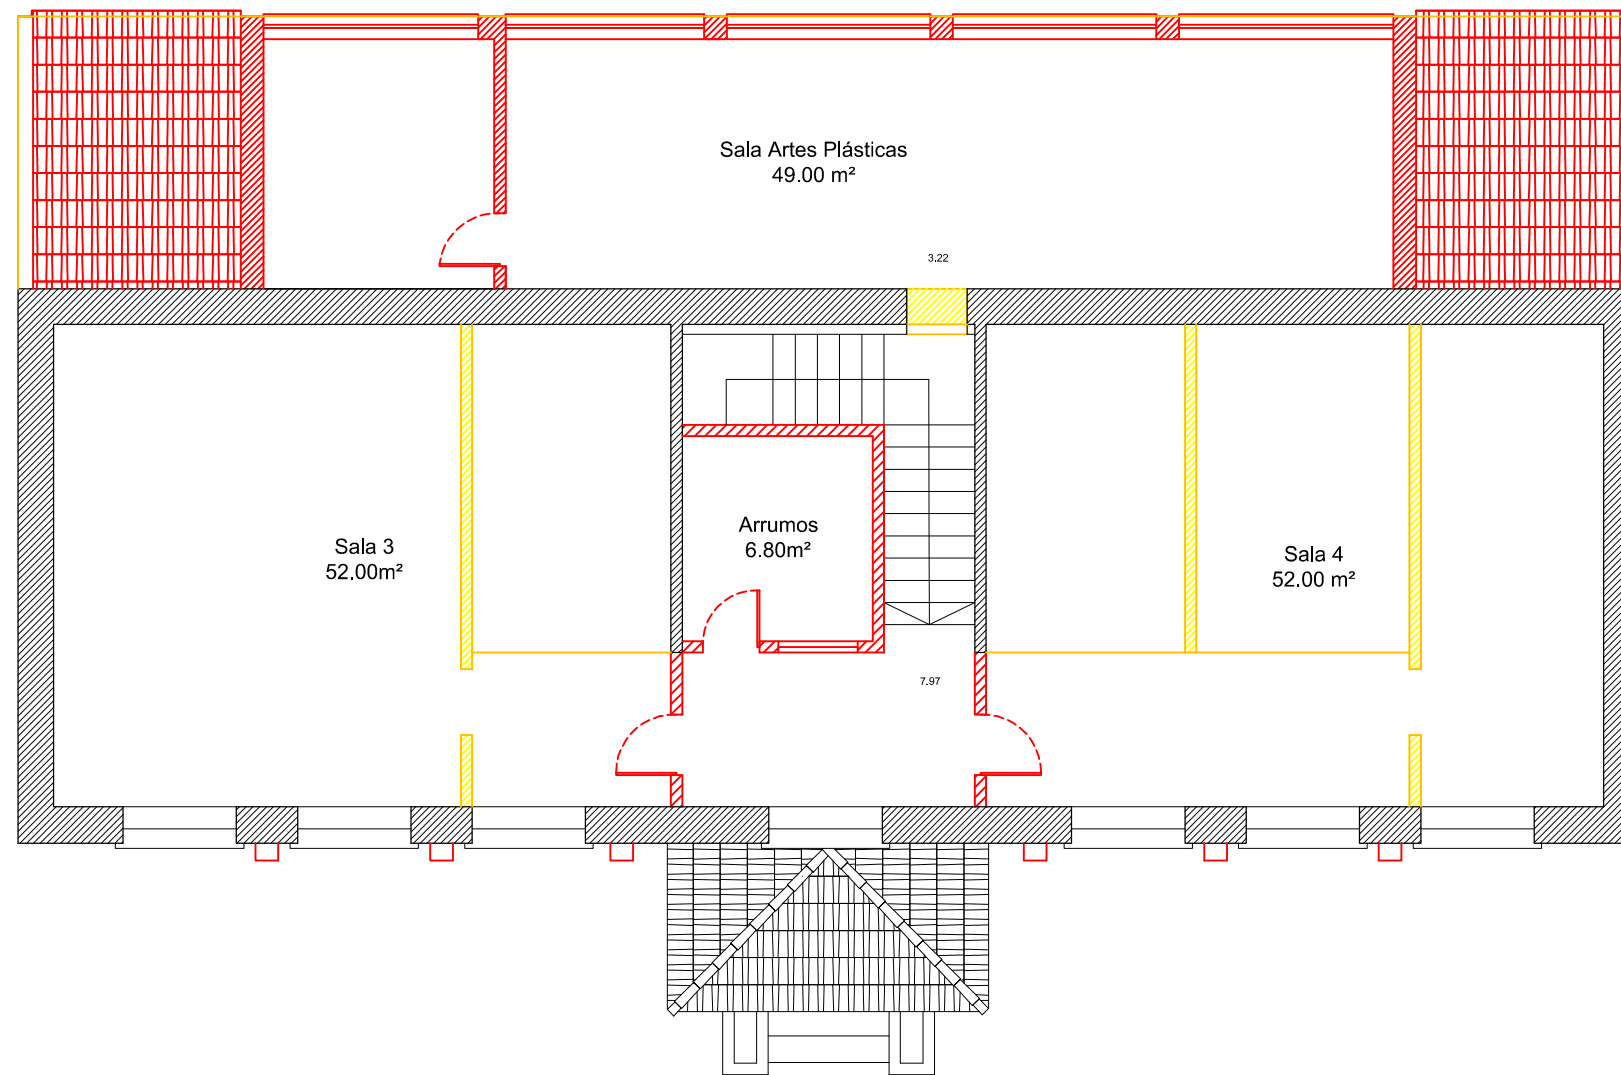 Sala Artes Plásticas
49.00 m²
3.22
Arrumos
6.80m²
Sala 3
52.00m²
Sala 4
52.00 m²
7.97